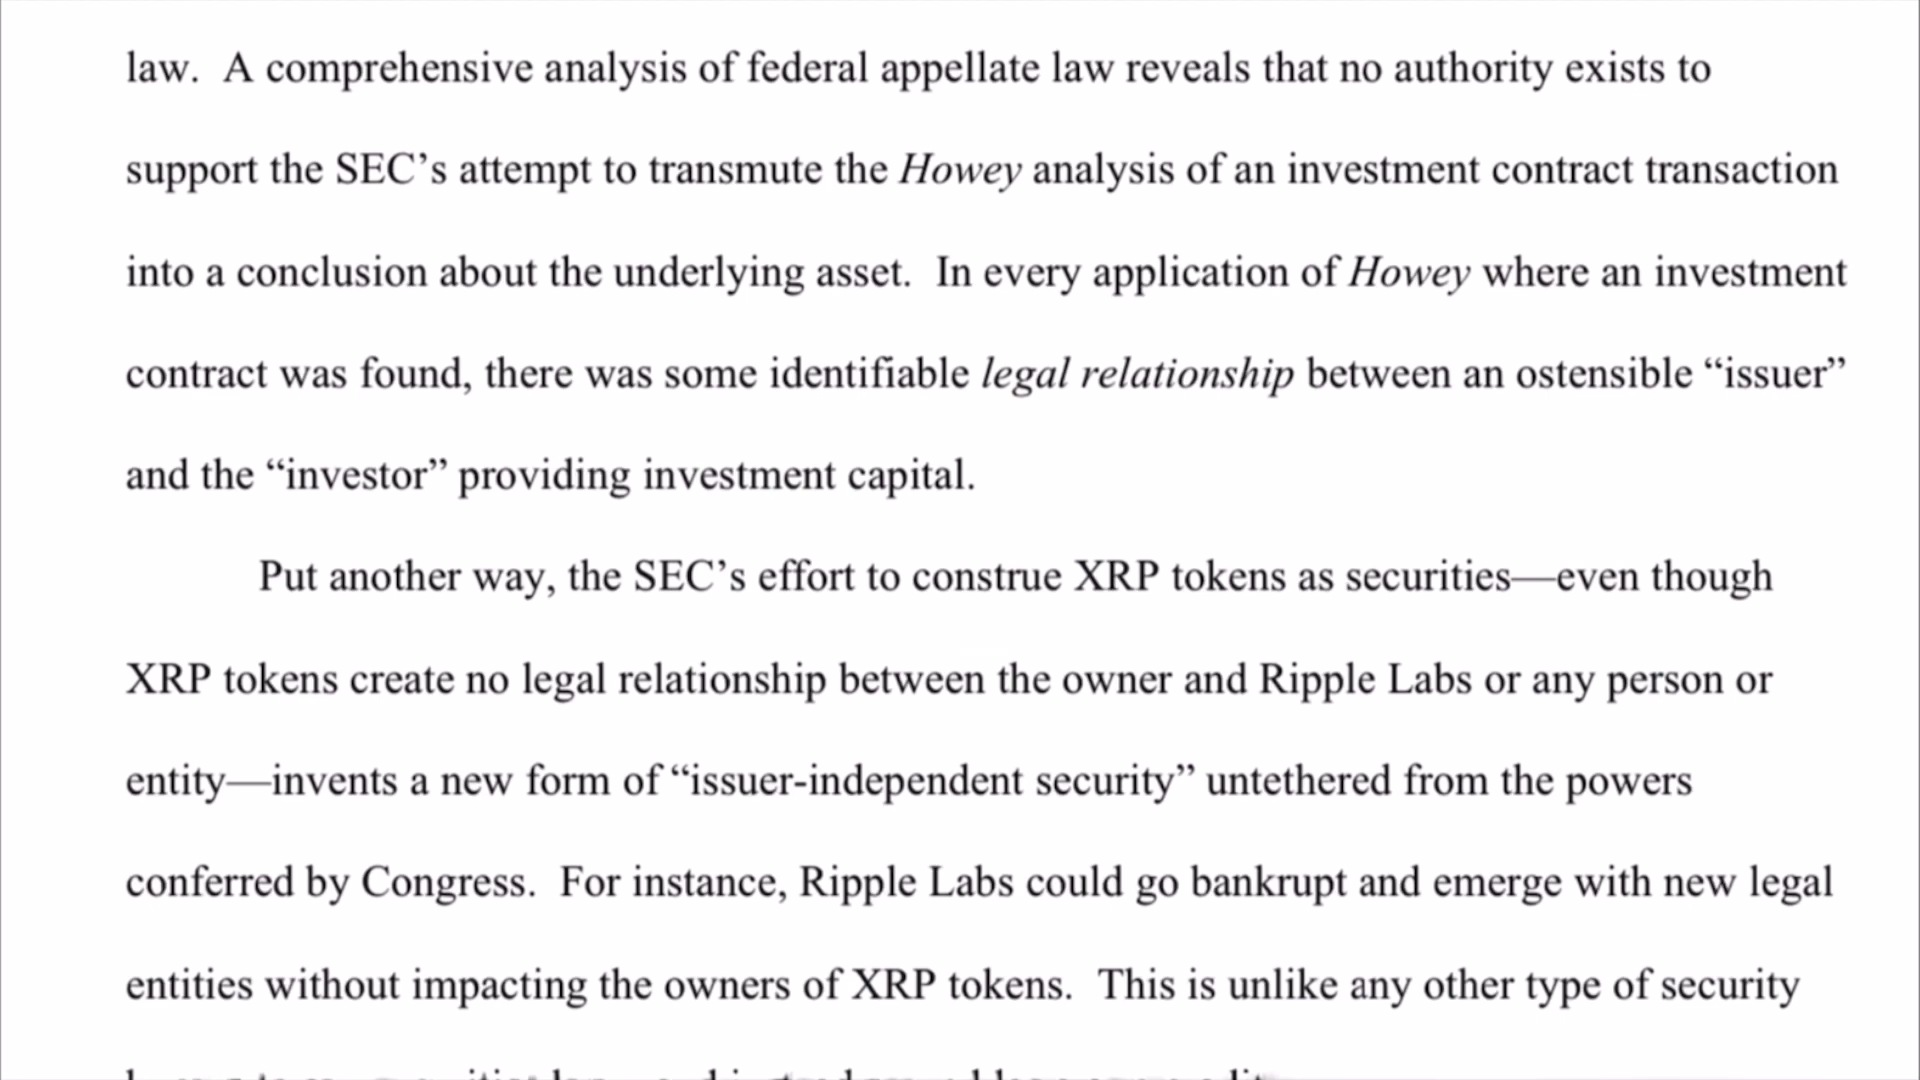 law.  A comprehensive analysis of federal appellate law reveals that no authority exists to
support the SEC’s attempt to transmute the Howey analysis of an investment contract transaction
into a conclusion about the underlying asset.  In every application of Howey where an investment
contract was found, there was some identifiable legal relationship between an ostensible “issuer”
and the “investor” providing investment capital.
Put another way, the SEC’s effort to construe XRP tokens as securities—even though
XRP tokens create no legal relationship between the owner and Ripple Labs or any person or
entity—invents a new form of “issuer-independent security” untethered from the powers
conferred by Congress.  For instance, Ripple Labs could go bankrupt and emerge with new legal
entities without impacting the owners of XRP tokens.  This is unlike any other type of security